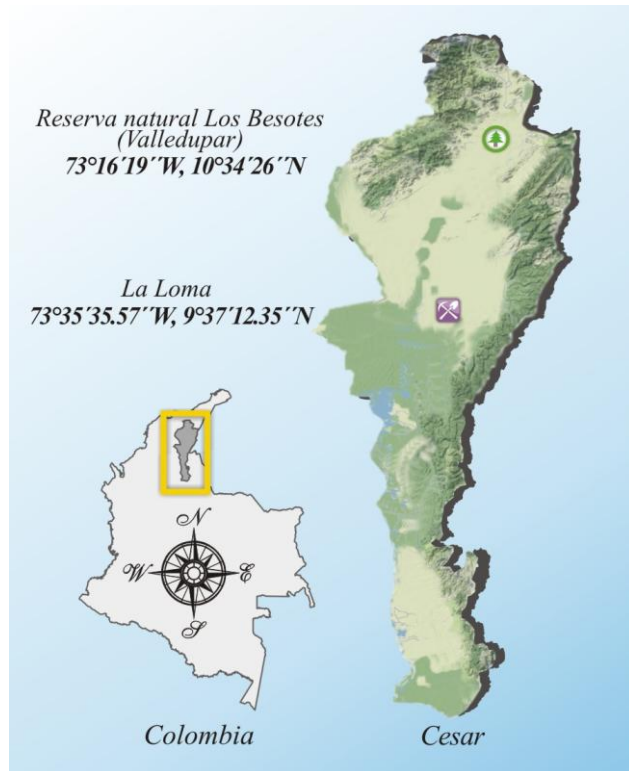 Reserva natural Los Besotes
(Valledupar)
73°16´19´´W, 10°34´26´´N
La Loma
73°35´35.57´´W, 9°37´12.35´´N
N
W
E
S
Colombia
Cesar